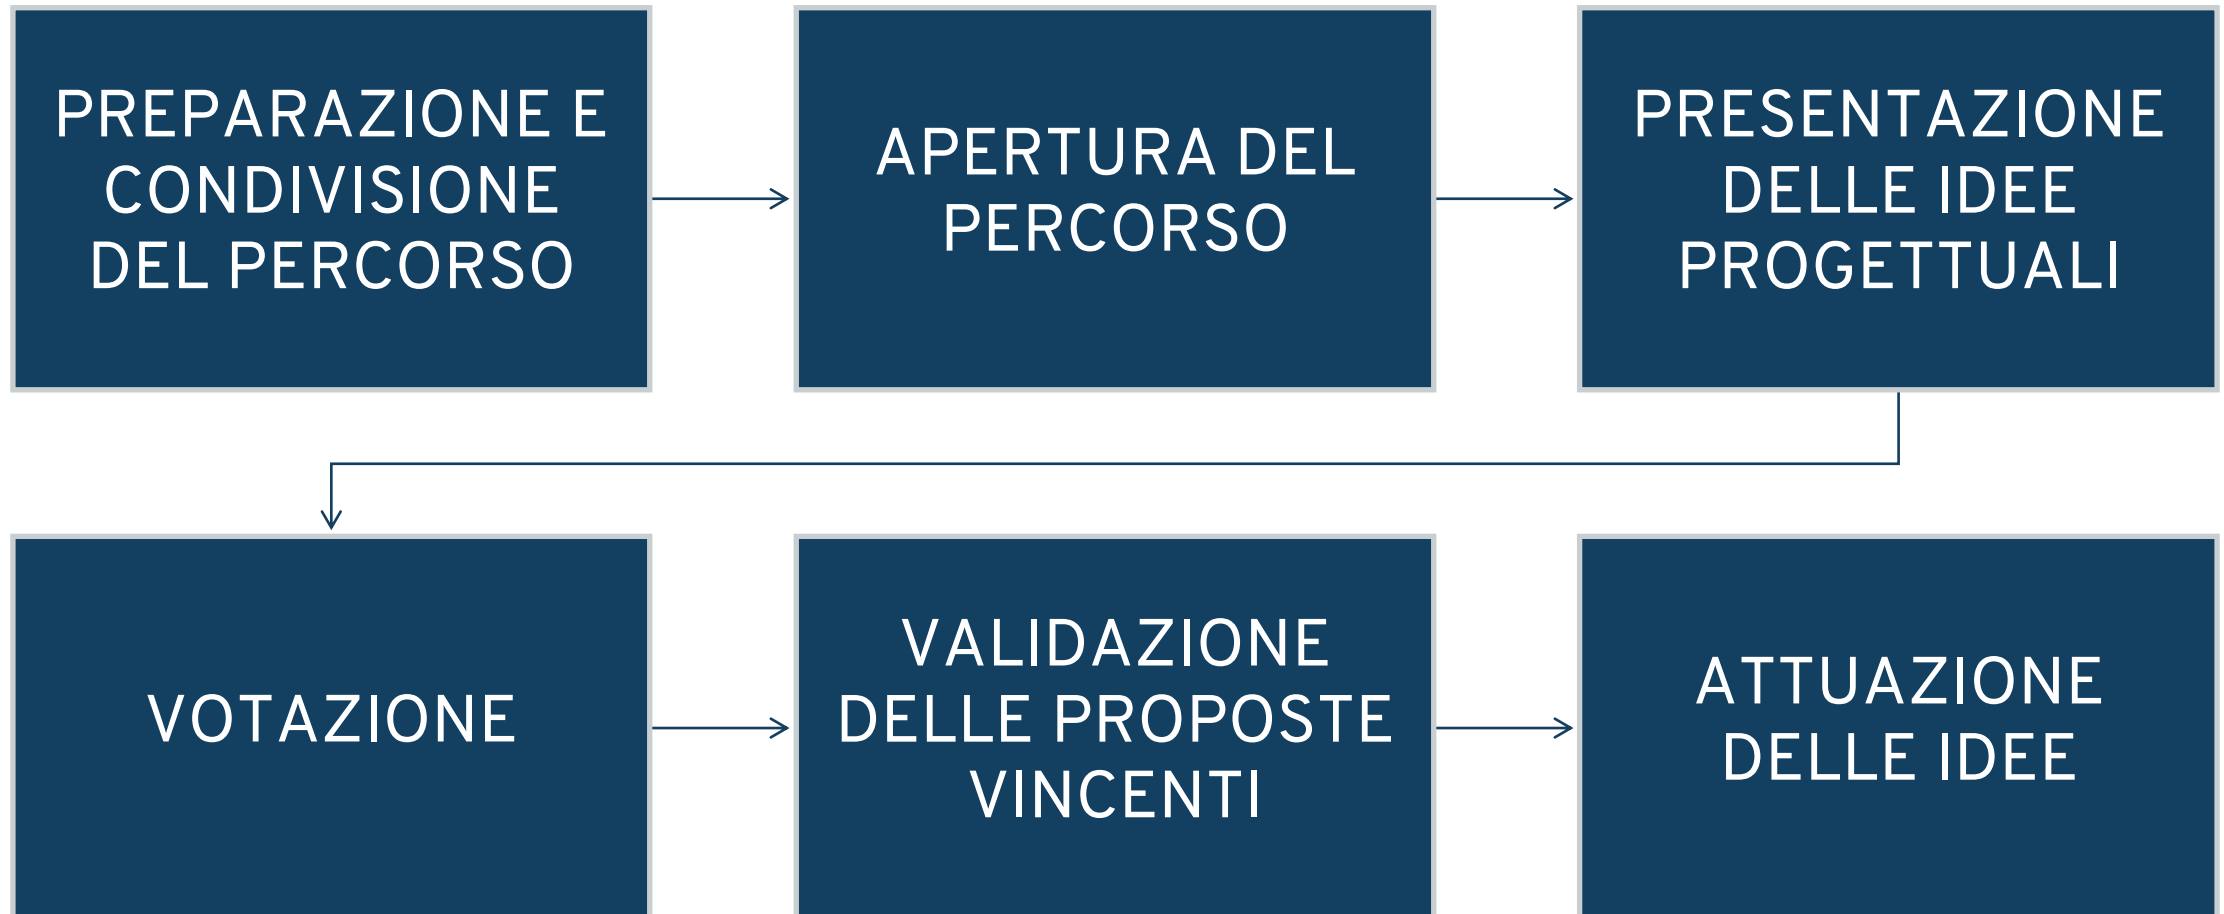 PREPARAZIONE E
CONDIVISIONE
DEL PERCORSO
APERTURA DEL
PERCORSO
PRESENTAZIONE
DELLE IDEE
PROGETTUALI
VOTAZIONE
VALIDAZIONE
DELLE PROPOSTE
VINCENTI
ATTUAZIONE
DELLE IDEE